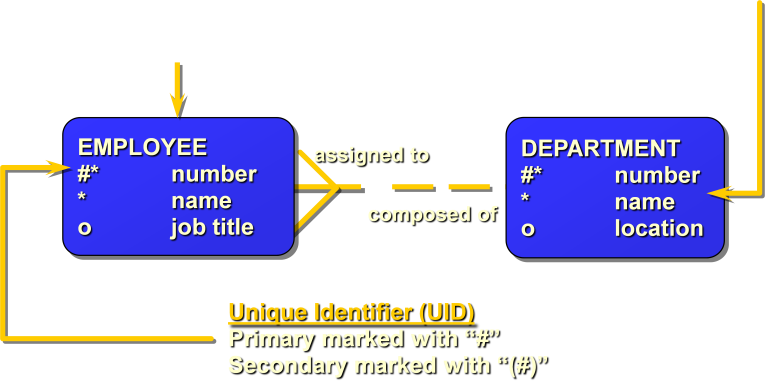 EMPLOYEE
#* number
* name
o job title
assigned to
composed of
DEPARTMENT
#* number
* name
o location
Unique Identifier (UID)
Primary marked with “#”
Secondary marked with “(#)”